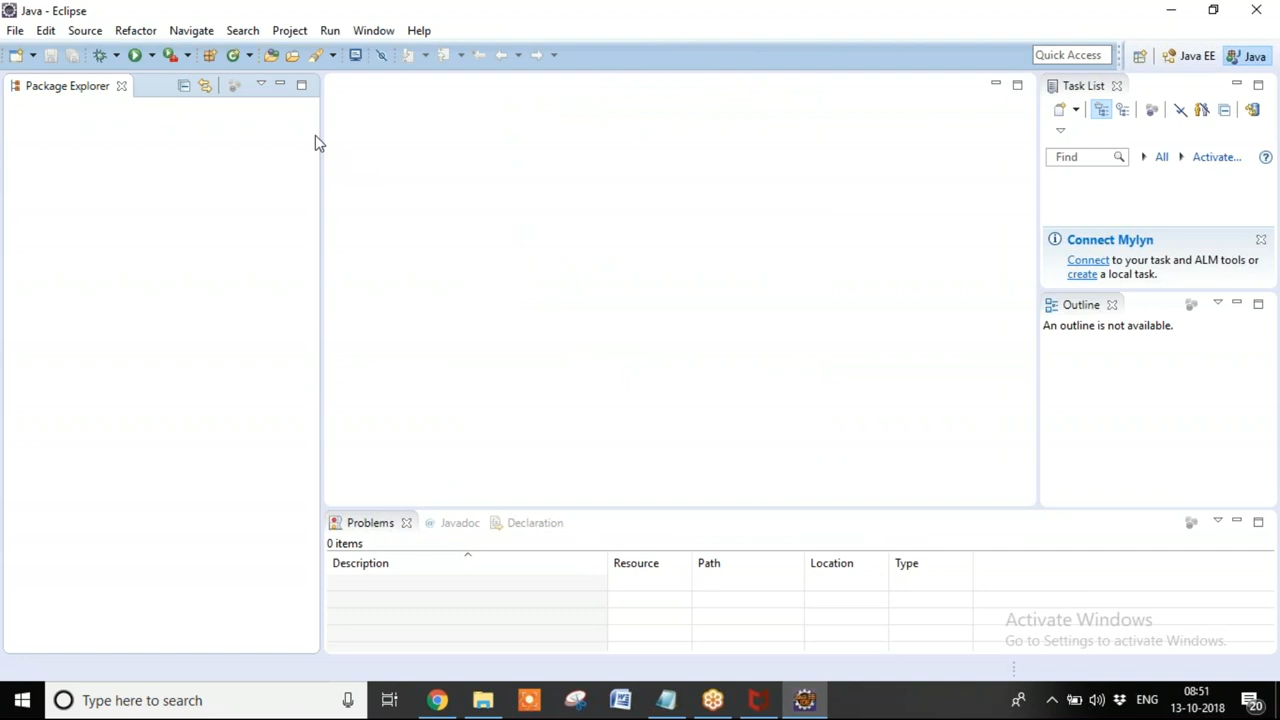 Java - Eclipse
File Edit Source Refactor Navigate Search Project Run Window Help
Quick Access Java EE Java
Package Explorer
Task List
Find All Activate...
Connect Mylyn
Connect to your task and ALM tools or
create a local task.
Outline
An outline is not available.
Problems @ Javadoc Declaration
0 items
Description Resource Path Location Type
Activate Windows
Go to Settings to activate Windows.
Type here to search
ENG
08:51
13-10-2018
20